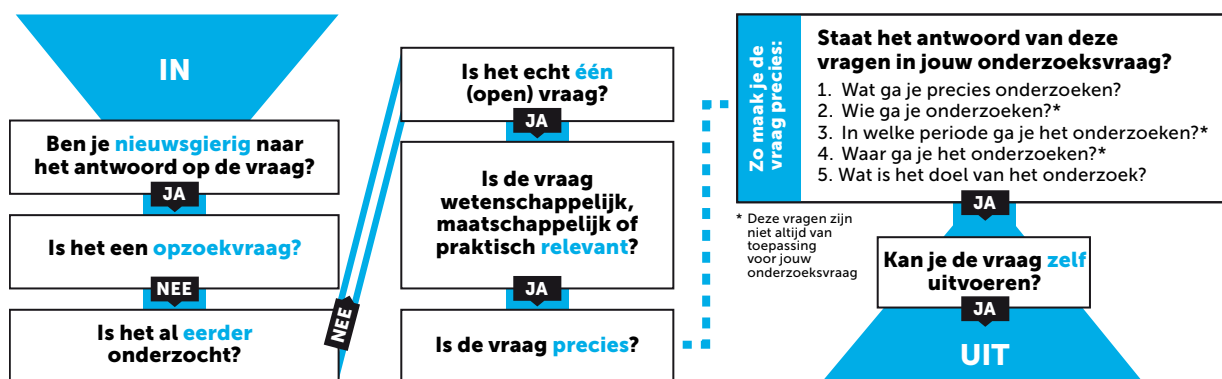 IN
Ben je nieuwsgierig naar
het antwoord op de vraag?
JA
Is het een opzoekvraag?
NEE
Is het al eerder
onderzocht?
NEE
Is het echt één
(open) vraag?
JA
Is de vraag
wetenschappelijk,
maatschappelijk of
praktisch relevant?
JA
Is de vraag precies?
Zo maak je de
vraag precies:
Staat het antwoord van deze
vragen in jouw onderzoeksvraag?
1. Wat ga je precies onderzoeken?
2. Wie ga je onderzoeken?*
3. In welke periode ga je het onderzoeken?*
4. Waar ga je het onderzoeken?*
5. Wat is het doel van het onderzoek?
JA
* Deze vragen zijn
niet altijd van
toepassing
voor jouw
onderzoeksvraag
Kan je de vraag zelf
uitvoeren?
JA
UIT